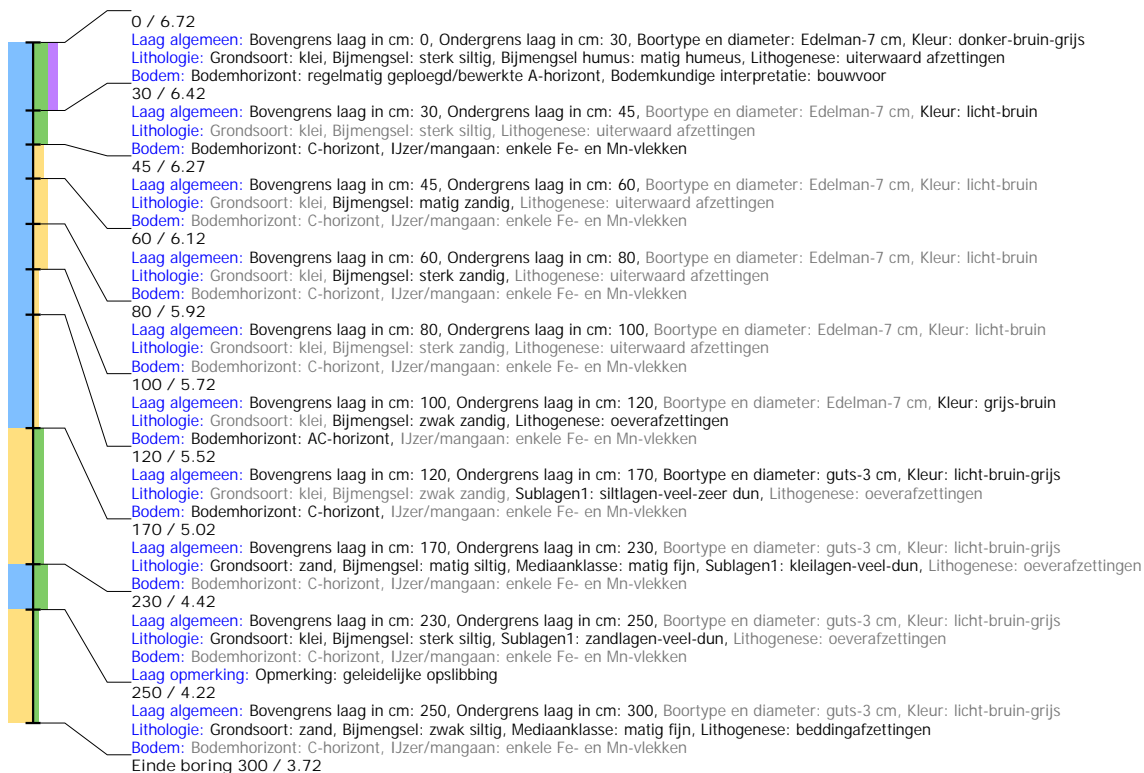 0 / 6.72
Laag algemeen: Bovengrens laag in cm: 0, Ondergrens laag in cm: 30, Boortype en diameter: Edelman-7 cm, Kleur: donker-bruin-grijs
Lithologie: Grondsoort: klei, Bijmengsel: sterk siltig, Bijmengsel humus: matig humeus, Lithogenese: uiterwaard afzettingen
Bodem: Bodemhorizont: regelmatig geploegd/bewerkte A-horizont, Bodemkundige interpretatie: bouwvoor
30 / 6.42
Laag algemeen: Bovengrens laag in cm: 30, Ondergrens laag in cm: 45, Boortype en diameter: Edelman-7 cm, Kleur: licht-bruin
Lithologie: Grondsoort: klei, Bijmengsel: sterk siltig, Lithogenese: uiterwaard afzettingen
Bodem: Bodemhorizont: C-horizont, IJzer/mangaan: enkele Fe- en Mn-vlekken
45 / 6.27
Laag algemeen: Bovengrens laag in cm: 45, Ondergrens laag in cm: 60, Boortype en diameter: Edelman-7 cm, Kleur: licht-bruin
Lithologie: Grondsoort: klei, Bijmengsel: matig zandig, Lithogenese: uiterwaard afzettingen
Bodem: Bodemhorizont: C-horizont, IJzer/mangaan: enkele Fe- en Mn-vlekken
60 / 6.12
Laag algemeen: Bovengrens laag in cm: 60, Ondergrens laag in cm: 80, Boortype en diameter: Edelman-7 cm, Kleur: licht-bruin
Lithologie: Grondsoort: klei, Bijmengsel: sterk zandig, Lithogenese: uiterwaard afzettingen
Bodem: Bodemhorizont: C-horizont, IJzer/mangaan: enkele Fe- en Mn-vlekken
80 / 5.92
Laag algemeen: Bovengrens laag in cm: 80, Ondergrens laag in cm: 100, Boortype en diameter: Edelman-7 cm, Kleur: licht-bruin
Lithologie: Grondsoort: klei, Bijmengsel: sterk zandig, Lithogenese: uiterwaard afzettingen
Bodem: Bodemhorizont: C-horizont, IJzer/mangaan: enkele Fe- en Mn-vlekken
100 / 5.72
Laag algemeen: Bovengrens laag in cm: 100, Ondergrens laag in cm: 120, Boortype en diameter: Edelman-7 cm, Kleur: grijs-bruin
Lithologie: Grondsoort: klei, Bijmengsel: zwak zandig, Lithogenese: oeverafzettingen
Bodem: Bodemhorizont: AC-horizont, IJzer/mangaan: enkele Fe- en Mn-vlekken
120 / 5.52
Laag algemeen: Bovengrens laag in cm: 120, Ondergrens laag in cm: 170, Boortype en diameter: guts-3 cm, Kleur: licht-bruin-grijs
Lithologie: Grondsoort: klei, Bijmengsel: zwak zandig, Sublagen1: siltlagen-veel-zeer dun, Lithogenese: oeverafzettingen
Bodem: Bodemhorizont: C-horizont, IJzer/mangaan: enkele Fe- en Mn-vlekken
170 / 5.02
Laag algemeen: Bovengrens laag in cm: 170, Ondergrens laag in cm: 230, Boortype en diameter: guts-3 cm, Kleur: licht-bruin-grijs
Lithologie: Grondsoort: zand, Bijmengsel: matig siltig, Mediaanklasse: matig fijn, Sublagen1: kleilagen-veel-dun, Lithogenese: oeverafzettingen
Bodem: Bodemhorizont: C-horizont, IJzer/mangaan: enkele Fe- en Mn-vlekken
230 / 4.42
Laag algemeen: Bovengrens laag in cm: 230, Ondergrens laag in cm: 250, Boortype en diameter: guts-3 cm, Kleur: licht-bruin-grijs
Lithologie: Grondsoort: klei, Bijmengsel: sterk siltig, Sublagen1: zandlagen-veel-dun, Lithogenese: oeverafzettingen
Bodem: Bodemhorizont: C-horizont, IJzer/mangaan: enkele Fe- en Mn-vlekken
Laag opmerking: Opmerking: geleidelijke opslibbing
250 / 4.22
Laag algemeen: Bovengrens laag in cm: 250, Ondergrens laag in cm: 300, Boortype en diameter: guts-3 cm, Kleur: licht-bruin-grijs
Lithologie: Grondsoort: zand, Bijmengsel: zwak siltig, Mediaanklasse: matig fijn, Lithogenese: beddingafzettingen
Bodem: Bodemhorizont: C-horizont, IJzer/mangaan: enkele Fe- en Mn-vlekken
Einde boring 300 / 3.72